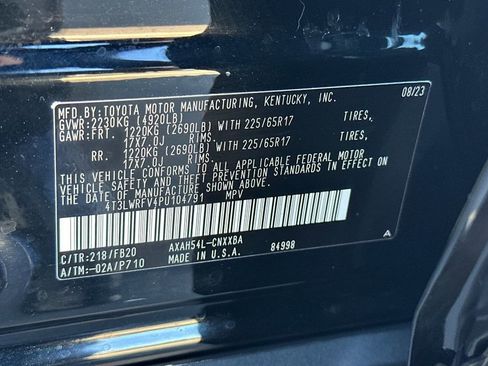 MFD. BY: TOYOTA MOTOR MANUFACTURING, KENTUCKY, INC. 08/23
GVWR: 2230KG (4920LB)
GAWR: FRT. 1220KG (2690LB) WITH 225/65R17 TIRES,
17X7.0J RIMS.
RR. 1220KG (2690LB) WITH 225/65R17 TIRES,
17X7.0J RIMS.
THIS VEHICLE CONFORMS TO ALL APPLICABLE FEDERAL MOTOR
VEHICLE SAFETY AND THEFT PREVENTION STANDARDS IN EFFECT
ON THE DATE OF MANUFACTURE SHOWN ABOVE.
4T3LWRFV4PU104791 MPV
C/TR:218/FB20 AXAH54L-CNXXBA 84998
A/TM:-02A/P710 MADE IN U.S.A. A